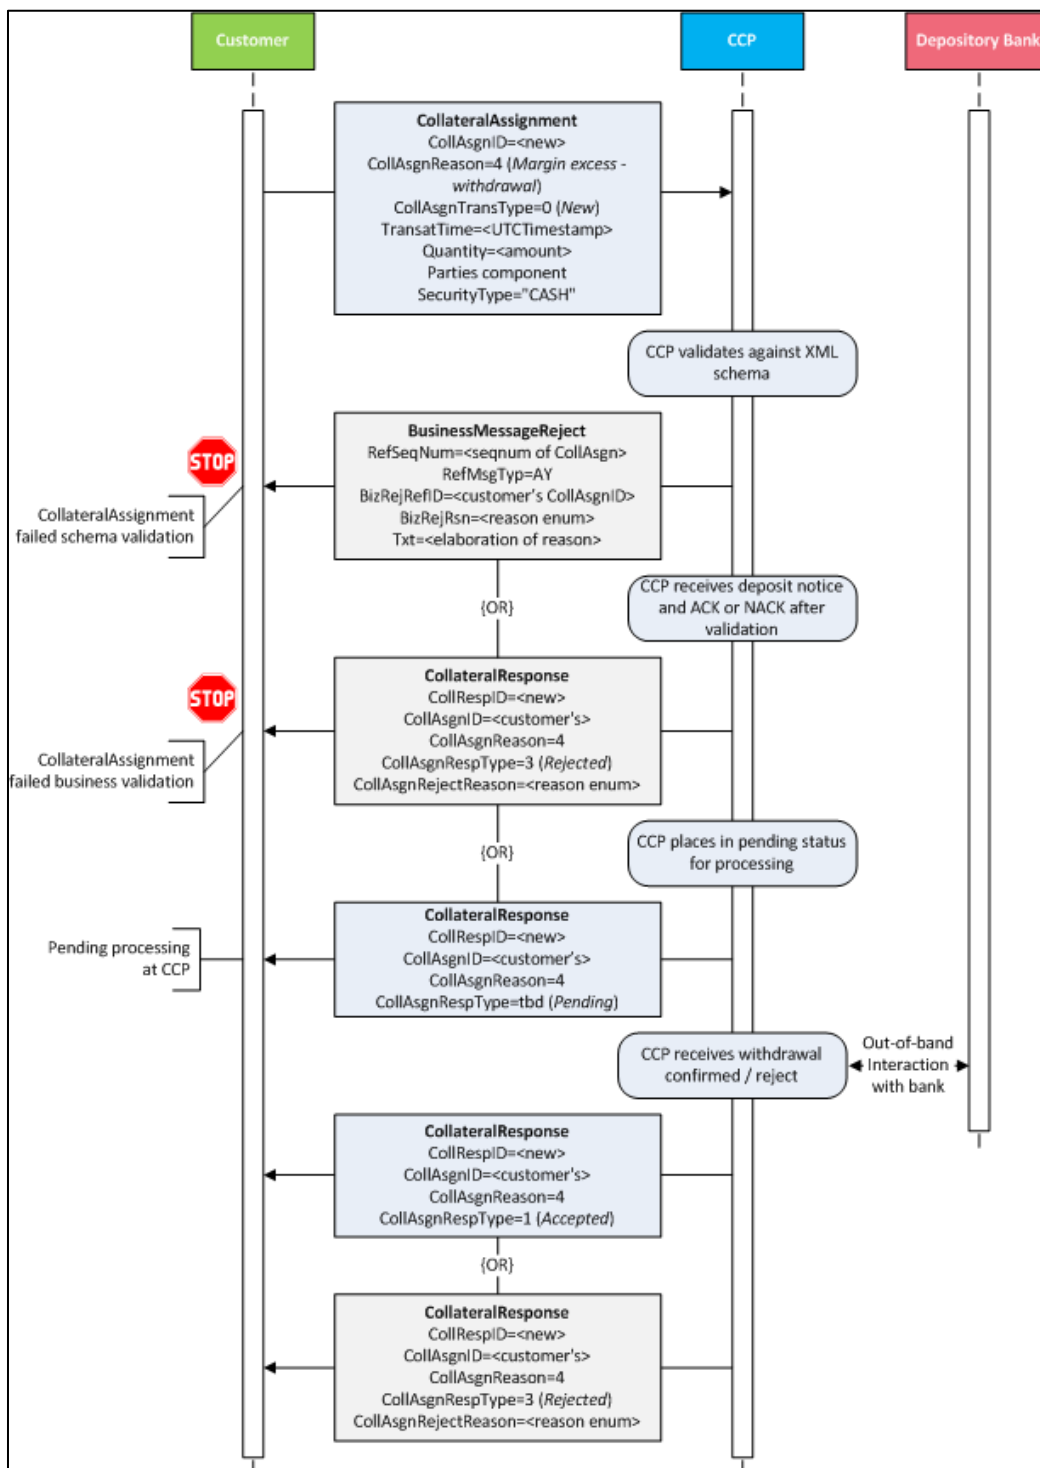 Customer
CCP
Depository Bank
CollateralAssignment
CollAsgnID=<new>
CollAsgnReason=4 (Margin excess -
withdrawal)
CollAsgnTransType=0 (New)
TransatTime=<UTCTimestamp>
Quantity=<amount>
Parties component
SecurityType="CASH"
CCP validates against XML
schema
BusinessMessageReject
RefSeqNum=<seqnum of CollAsgn>
RefMsgTyp=AY
BizRejRefID=<customer's CollAsgnID>
BizRejRsn=<reason enum>
Txt=<elaboration of reason>
STOP
CollateralAssignment
failed schema validation
CCP receives deposit notice
and ACK or NACK after
validation
{OR}
CollateralResponse
CollRespID=<new>
CollAsgnID=<customer's>
CollAsgnReason=4
CollAsgnRespType=3 (Rejected)
CollAsgnRejectReason=<reason enum>
STOP
CollateralAssignment
failed business validation
CCP places in pending status
for processing
{OR}
CollateralResponse
CollRespID=<new>
CollAsgnID=<customer's>
CollAsgnReason=4
CollAsgnRespType=tbd (Pending)
Pending processing
at CCP
CCP receives withdrawal
confirmed / reject
Out-of-band
Interaction
with bank
CollateralResponse
CollRespID=<new>
CollAsgnID=<customer's>
CollAsgnReason=4
CollAsgnRespType=1 (Accepted)
{OR}
CollateralResponse
CollRespID=<new>
CollAsgnID=<customer's>
CollAsgnReason=4
CollAsgnRespType=3 (Rejected)
CollAsgnRejectReason=<reason enum>